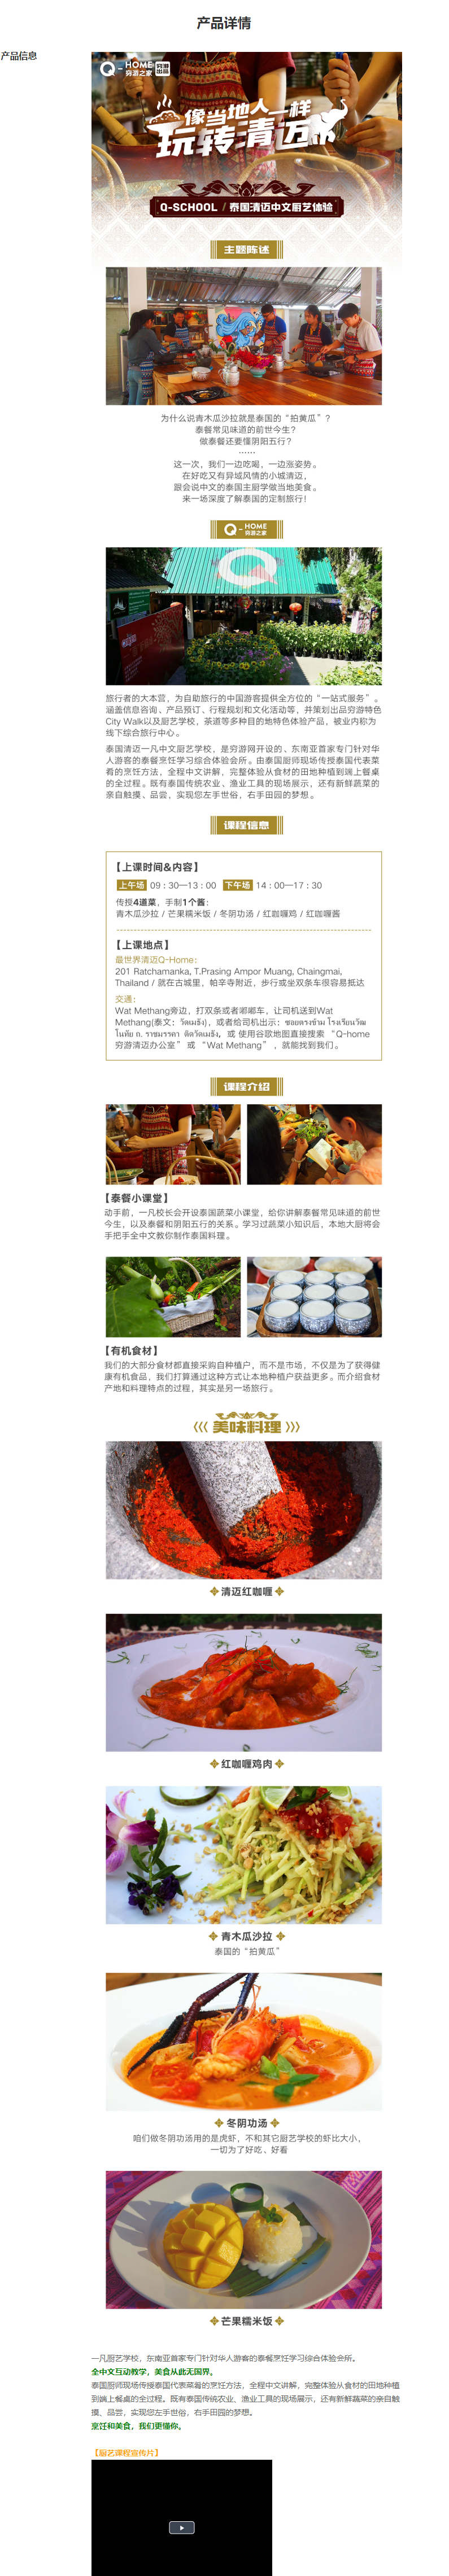 产品详情
产品信息
Q-HOME
穷游之家
穷游
出品
像当地人一样
玩转清迈
Q-SCHOOL / 泰国清迈中文厨艺体验
主题阵述
为什么说青木瓜沙拉就是泰国的“拍黄瓜”？
泰餐常见味道的前世今生?
做泰餐还要懂阴阳五行?
……
这一次，我们一边吃喝，一边涨姿势。
在好吃又有异域风情的小城清迈，
跟会说中文的泰国主厨学做当地美食。
来一场深度了解泰国的定制旅行!
Q-HOME
穷游之家
旅行者的大本营，为自助旅行的中国游客提供全方位的“一站式服务”。
涵盖信息咨询、产品预订、行程规划和文化活动等，并策划出品穷游特色
City Walk以及厨艺学校，茶道等多种目的地特色体验产品，被业内称为
线下综合旅行中心。
泰国清迈一凡中文厨艺学校，是穷游网开设的、东南亚首家专门针对华
人游客的泰餐烹饪学习综合体验会所。由泰国厨师现场传授泰国代表菜
肴的烹饪方法，全程中文讲解，完整体验从食材的田地种植到端上餐桌
的全过程。既有泰国传统农业、渔业工具的现场展示，还有新鲜蔬菜的
亲自触摸、品尝，实现您左手世俗，右手田园的梦想 。
课程信息
【上课时间&内容】
上午场 09：30—13：00 下午场 14：00—17：30
传授4道菜，手制1个酱：
青木瓜沙拉 / 芒果糯米饭 / 冬阴功汤 / 红咖喱鸡 / 红咖喱酱
【上课地点】
最世界清迈Q-Home：
201 Ratchamanka, T.Prasing Ampor Muang, Chaingmai,
Thailand / 就在古城里，帕辛寺附近，步行或坐双条车很容易抵达
交通：
Wat Methang旁边，打双条或者嘟嘟车，让司机送到Wat
Methang(泰文：วัดเมธัง)，或者给司机出示：ซอยตรงข้าม โรงเรียนวัฒ
โนทัย ถ. ราชมรรคา ติดวัดเมธัง，或 使用谷歌地图直接搜索 “Q-home
穷游清迈办公室” 或 “Wat Methang” ，就能找到我们。
课程介绍
【泰餐小课堂】
动手前，一凡校长会开设泰国蔬菜小课堂，给你讲解泰餐常见味道的前世
今生，以及泰餐和阴阳五行的关系。学习过蔬菜小知识后，本地大厨将会
手把手全中文教你制作泰国料理。
【有机食材】
我们的大部分食材都直接采购自种植户，而不是市场，不仅是为了获得健
康有机食品，我们打算通过这种方式让本地种植户获益更多。而介绍食材
产地和料理特点的过程，其实是另一场旅行。
美味料理
清迈红咖喱
红咖喱鸡肉
青木瓜沙拉
泰国的“拍黄瓜”
冬阴功汤
咱们做冬阴功汤用的是虎虾，不和其它厨艺学校的虾比大小，
一切为了好吃、好看
芒果糯米饭
一凡厨艺学校，东南亚首家专门针对华人游客的泰餐烹饪学习综合体验会所。
全中文互动教学，美食从此无国界。
泰国厨师现场传授泰国代表菜肴的烹饪方法，全程中文讲解，完整体验从食材的田地种植
到端上餐桌的全过程。既有泰国传统农业、渔业工具的现场展示，还有新鲜蔬菜的亲自触
摸、品尝，实现您左手世俗，右手田园的梦想。
烹饪和美食，我们更懂你。
【厨艺课程宣传片】